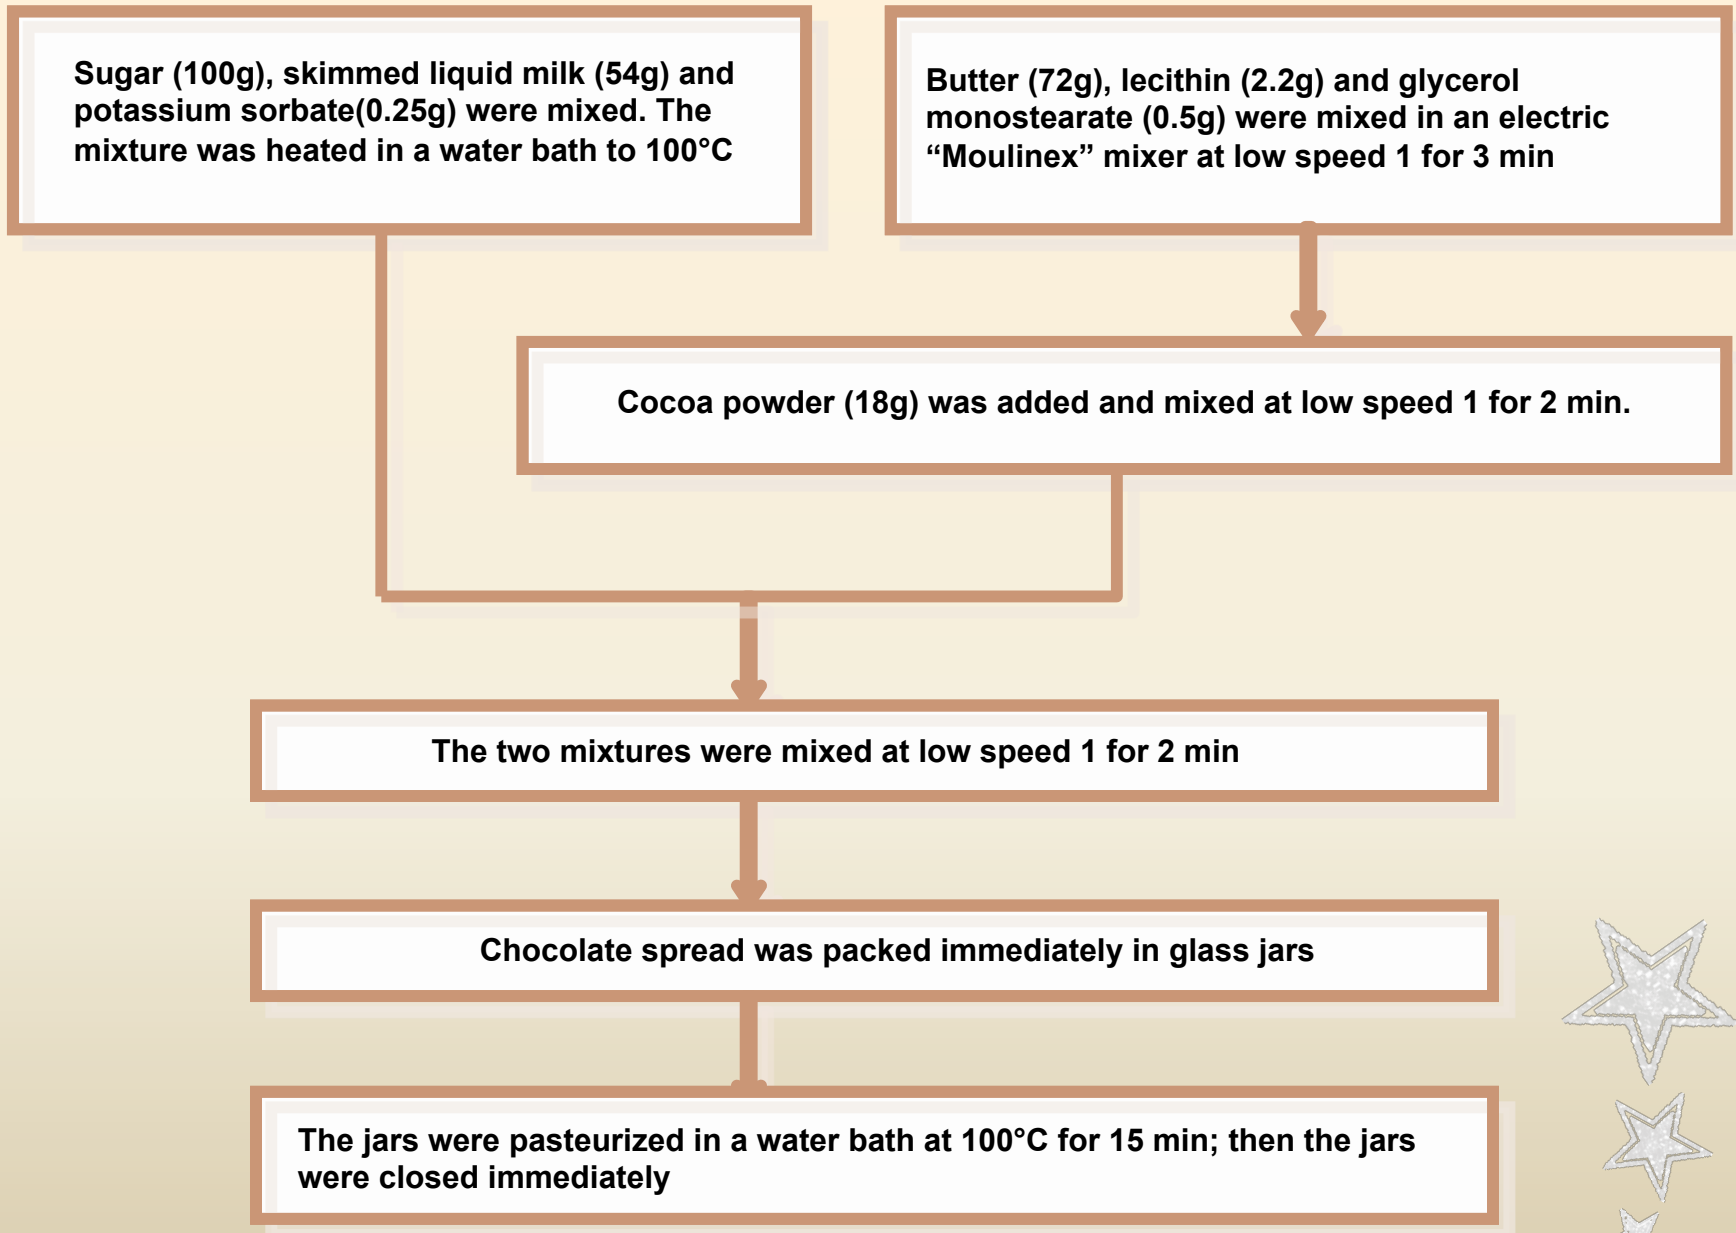 Sugar (100g), skimmed liquid milk (54g) and
potassium sorbate(0.25g) were mixed. The
mixture was heated in a water bath to 100°C
Butter (72g), lecithin (2.2g) and glycerol
monostearate (0.5g) were mixed in an electric
“Moulinex” mixer at low speed 1 for 3 min
Cocoa powder (18g) was added and mixed at low speed 1 for 2 min.
The two mixtures were mixed at low speed 1 for 2 min
Chocolate spread was packed immediately in glass jars
The jars were pasteurized in a water bath at 100°C for 15 min; then the jars
were closed immediately